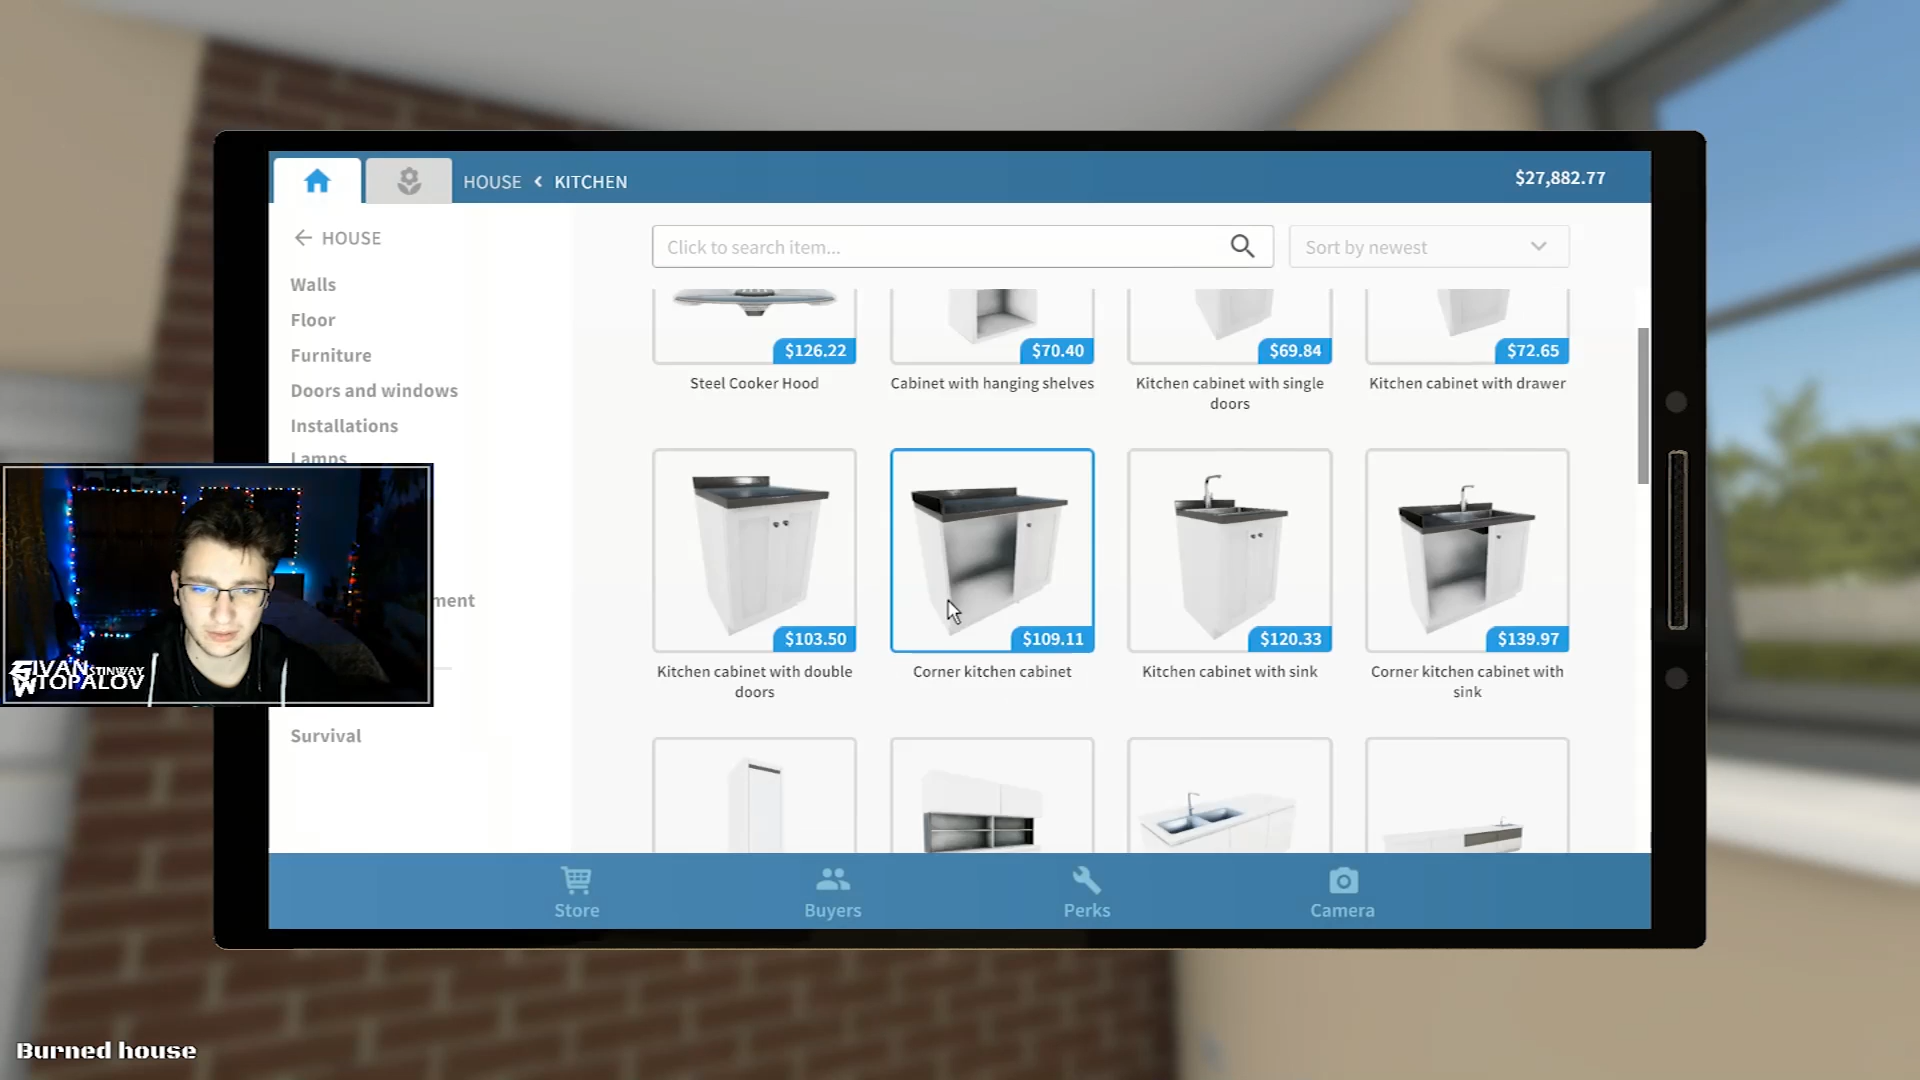 HOUSE < KITCHEN
$27,882.77
HOUSE
Click to search item...
Sort by newest
Walls
Floor
Furniture
Doors and windows
Installations
Lamps
ment
Survival
$126.22
$70.40
$69.84
$72.65
Steel Cooker Hood
Cabinet with hanging shelves
Kitchen cabinet with single
doors
Kitchen cabinet with drawer
$103.50
$109.11
$120.33
$139.97
Kitchen cabinet with double
doors
Corner kitchen cabinet
Kitchen cabinet with sink
Corner kitchen cabinet with
sink
IVAN STINWAY
TOPALOV
Store
Buyers
Perks
Camera
Burned house